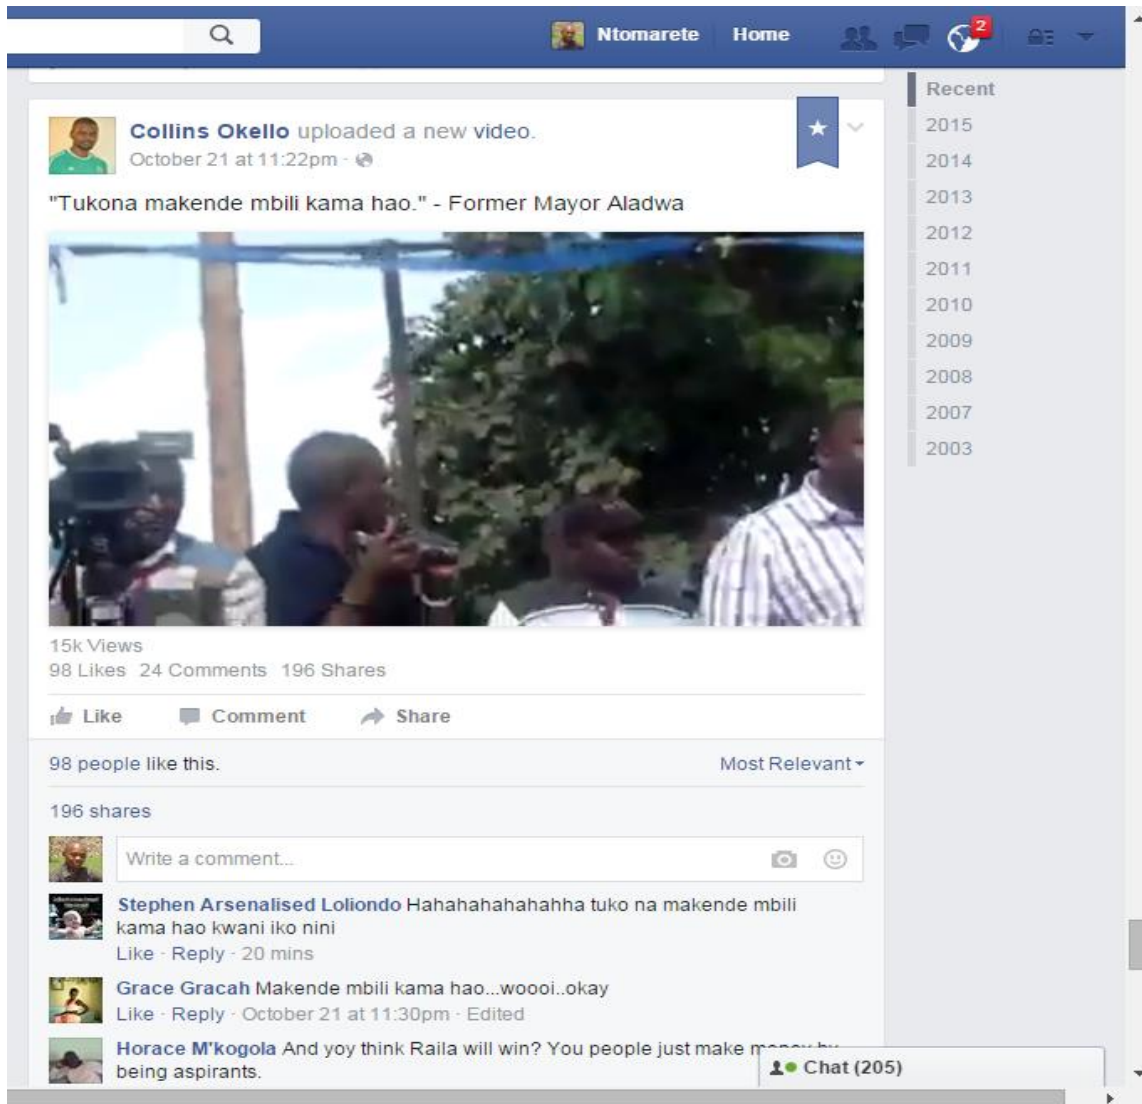 Ntomarete Home 2
Collins Okello uploaded a new video.
October 21 at 11:22pm ·
"Tukona makende mbili kama hao." - Former Mayor Aladwa
15k Views
98 Likes 24 Comments 196 Shares
Like Comment Share
98 people like this. Most Relevant
196 shares
Write a comment...
Stephen Arsenalised Loliondo Hahahahahahahha tuko na makende mbili
kama hao kwani iko nini
Like · Reply · 20 mins
Grace Gracah Makende mbili kama hao...woooi..okay
Like · Reply · October 21 at 11:30pm · Edited
Horace M'kogola And yoy think Raila will win? You people just make money by
being aspirants.
Recent
2015
2014
2013
2012
2011
2010
2009
2008
2007
2003
Chat (205)